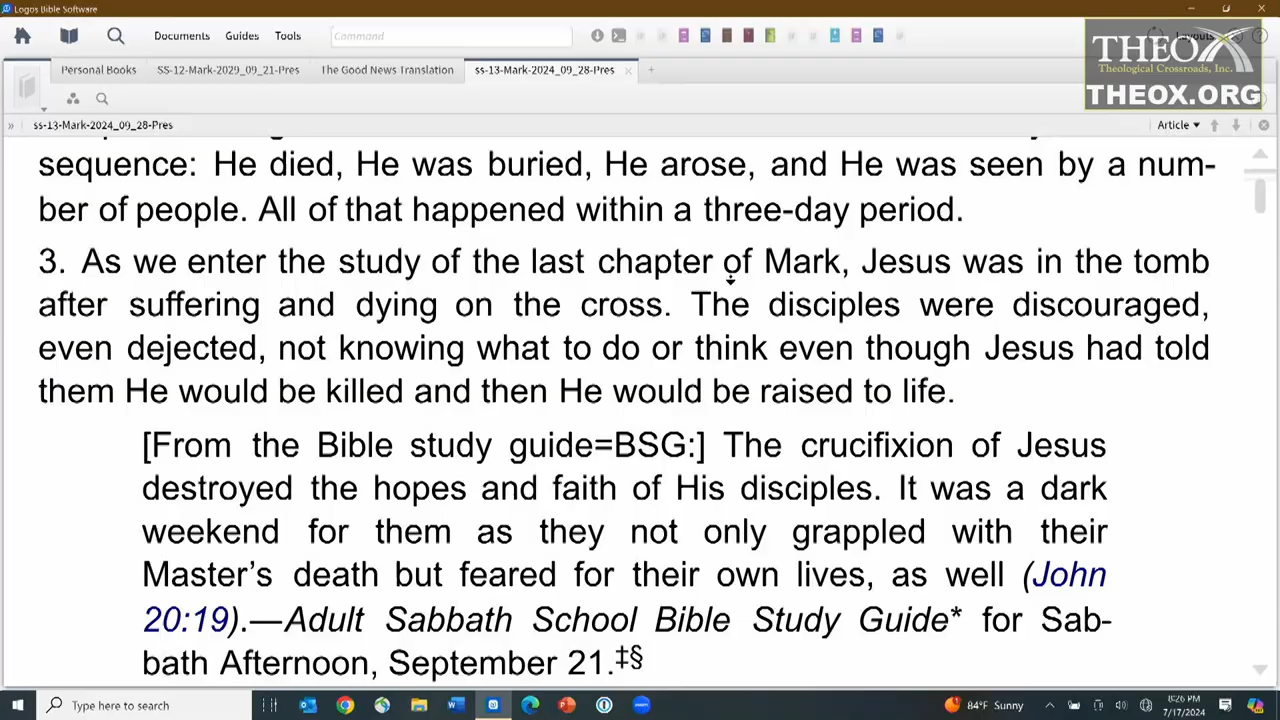 Logos Bible Software
Documents Guides Tools Command
THEOX
Theological Crossroads, Inc.
THEOX.ORG
Personal Books SS-12-Mark-2029_09_21-Pres The Good News Trans ss-13-Mark-2024_09_28-Pres
ss-13-Mark-2024_09_28-Pres Article
sequence: He died, He was buried, He arose, and He was seen by a num-
ber of people. All of that happened within a three-day period.
3. As we enter the study of the last chapter of Mark, Jesus was in the tomb
after suffering and dying on the cross. The disciples were discouraged,
even dejected, not knowing what to do or think even though Jesus had told
them He would be killed and then He would be raised to life.
[From the Bible study guide=BSG:] The crucifixion of Jesus
destroyed the hopes and faith of His disciples. It was a dark
weekend for them as they not only grappled with their
Master’s death but feared for their own lives, as well (John
20:19).—Adult Sabbath School Bible Study Guide* for Sab-
bath Afternoon, September 21.‡§
Type here to search
84°F Sunny
8:26 PM
7/17/2024